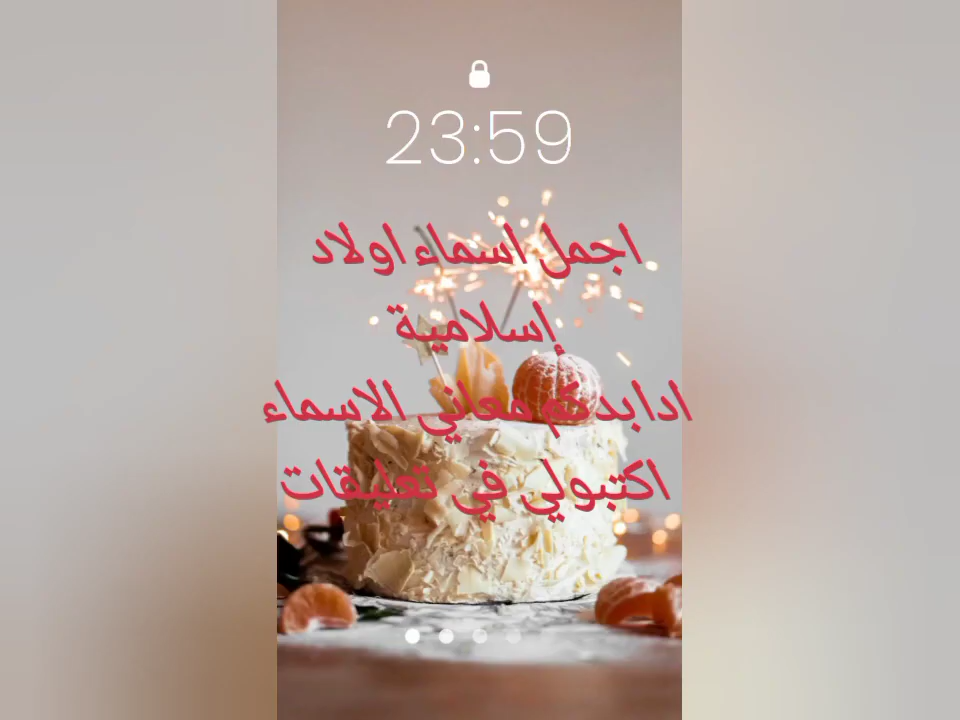 23:59
اجمل اسماء اولاد
إسلامية
ادابدكم معاني الاسماء
اكتبولي في تعليقات